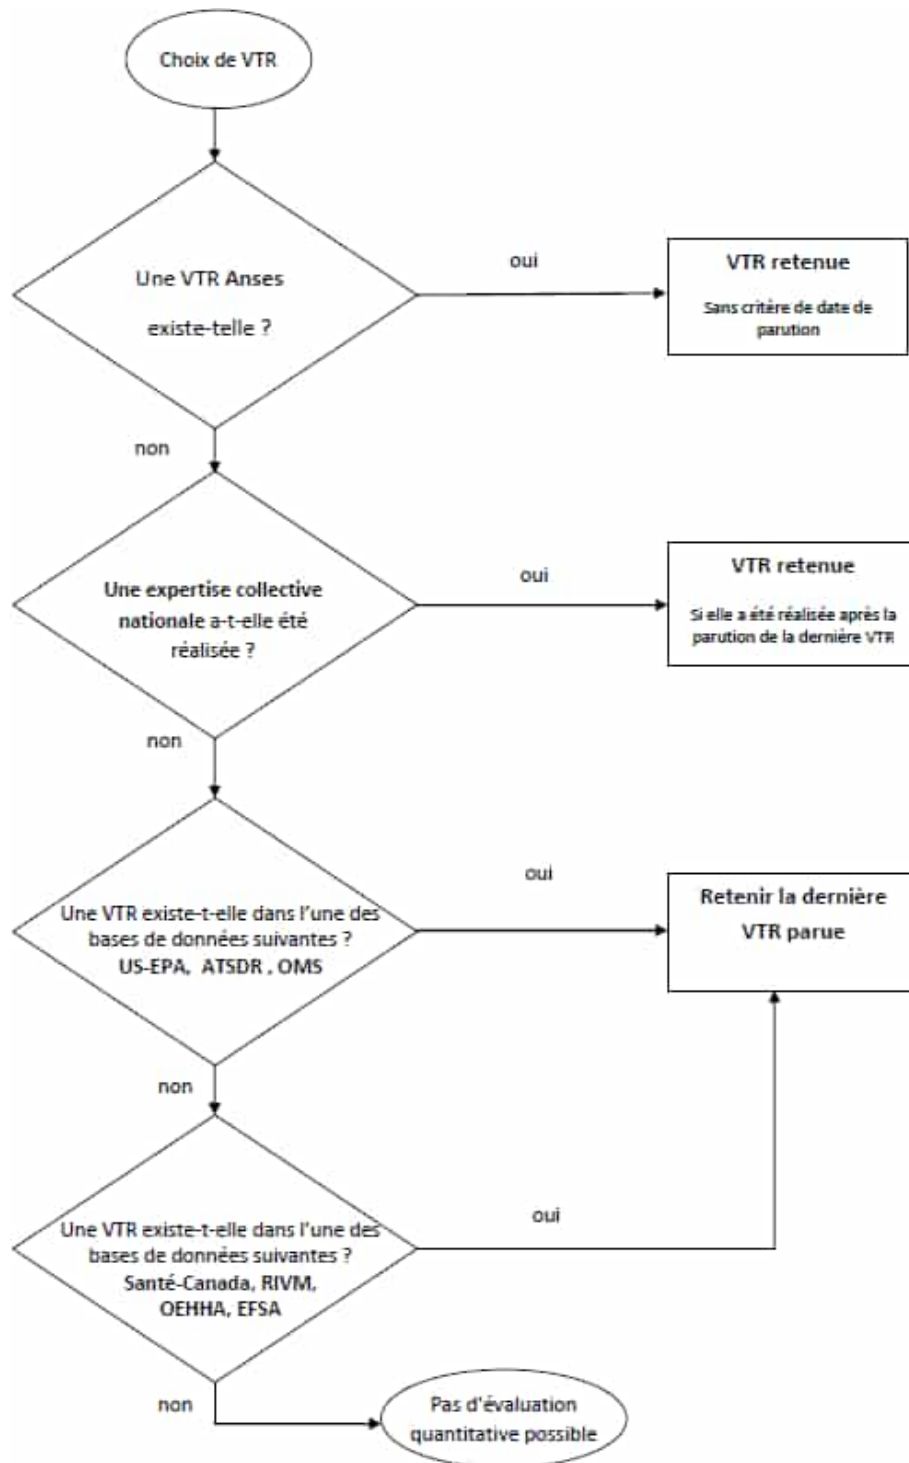 Choix de VTR
Une VTR Anses
existe-telle ?
oui
VTR retenue
Sans critère de date de
parution
non
Une expertise collective
nationale a-t-elle été
réalisée ?
oui
VTR retenue
Si elle a été réalisée après la
parution de la dernière VTR
non
Une VTR existe-t-elle dans l'une des
bases de données suivantes ?
US-EPA, ATSDR , OMS
oui
Retenir la dernière
VTR parue
non
Une VTR existe-t-elle dans l'une des
bases de données suivantes ?
Santé-Canada, RIVM,
OEHHA, EFSA
oui
non
Pas d'évaluation
quantitative possible